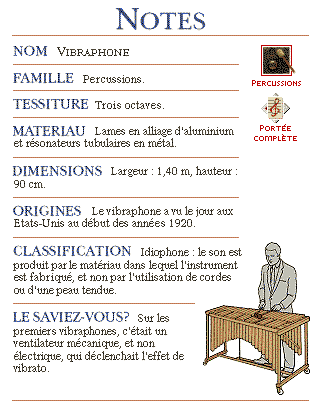 NOTES
NOM VIBRAPHONE
FAMILLE Percussions.
TESSITURE Trois octaves.
MATERIAU Lames en alliage d'aluminium
et résonateurs tubulaires en métal.
DIMENSIONS Largeur : 1,40 m, hauteur :
90 cm.
ORIGINES Le vibraphone a vu le jour aux
Etats-Unis au début des années 1920.
CLASSIFICATION Idiophone : le son est
produit par le matériau dans lequel l'instrument
est fabriqué, et non par l'utilisation de cordes
ou d'une peau tendue.
LE SAVIEZ-VOUS? Sur les
premiers vibraphones, c'était un
ventilateur mécanique, et non
électrique, qui déclenchait l'effet de
vibrato.
PERCUSSIONS
PORTÉE
COMPLÈTE